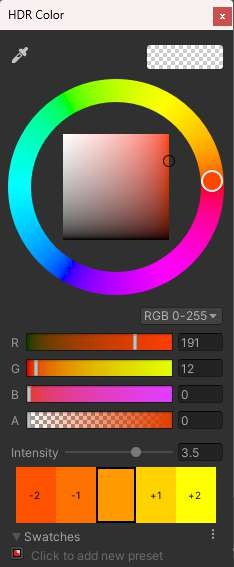 HDR Color
x
RGB 0-255
R 191
G 12
B 0
A 0
Intensity 3.5
-2 -1 +1 +2
Swatches
Click to add new preset